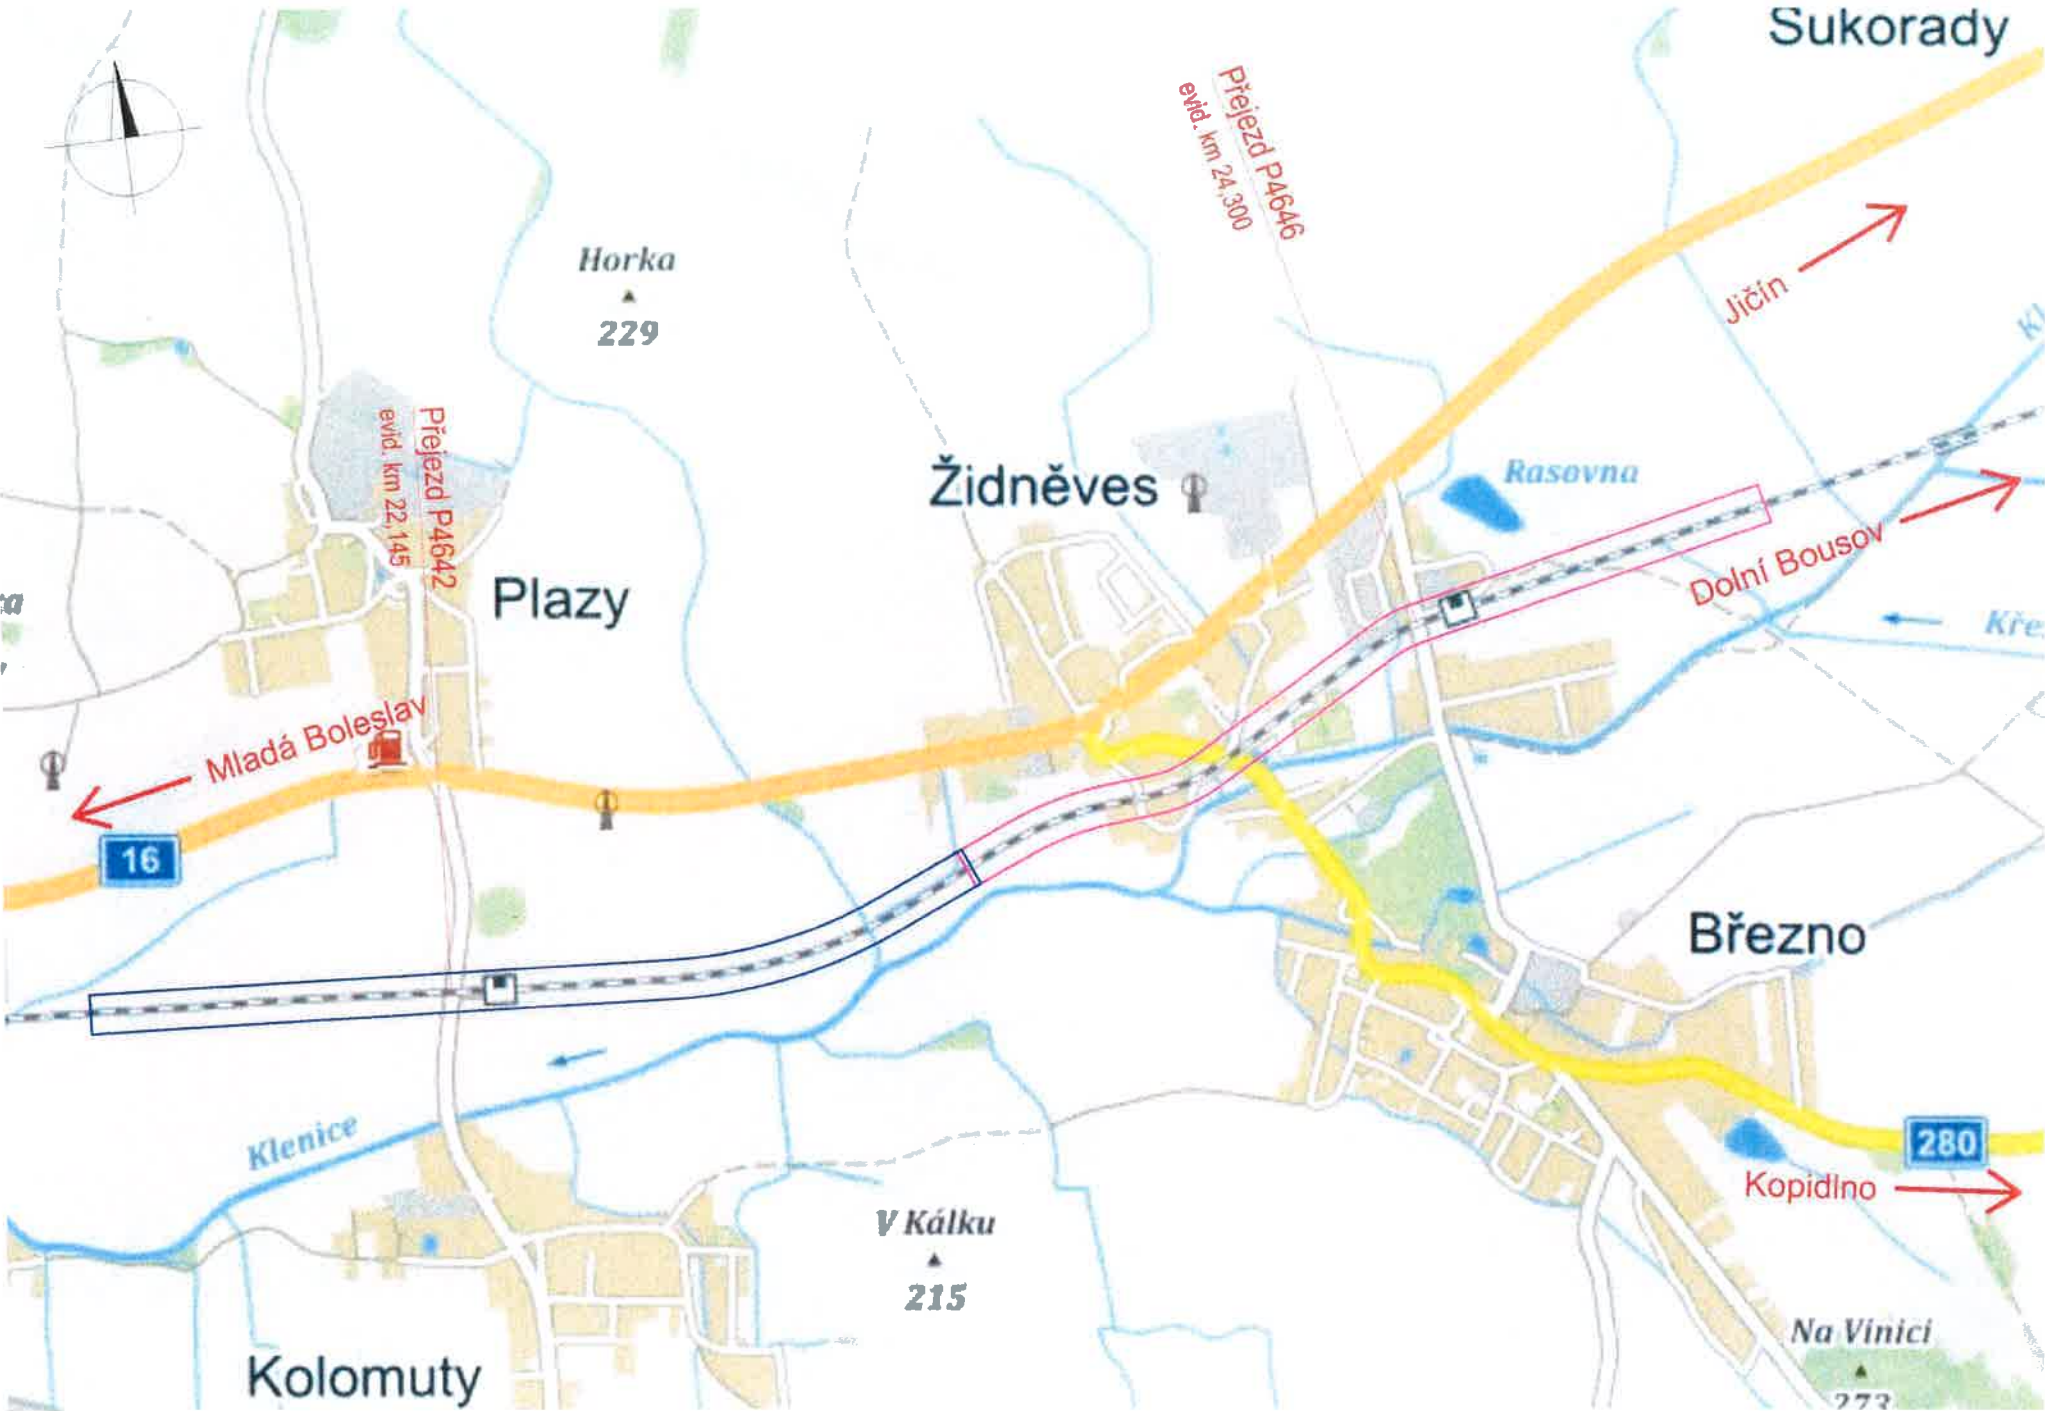 Sukorady
Přejezd P4646
evid. km 24,300
Horka
229
Jičín
Přejezd P4642
evid. km 22,145
Židněves
Rasovna
Dolní Bousov
Plazy
Mladá Boleslav
16
Březno
Klenice
280
Kopidlno
V Kálku
215
Na Vinici
273
Kolomuty